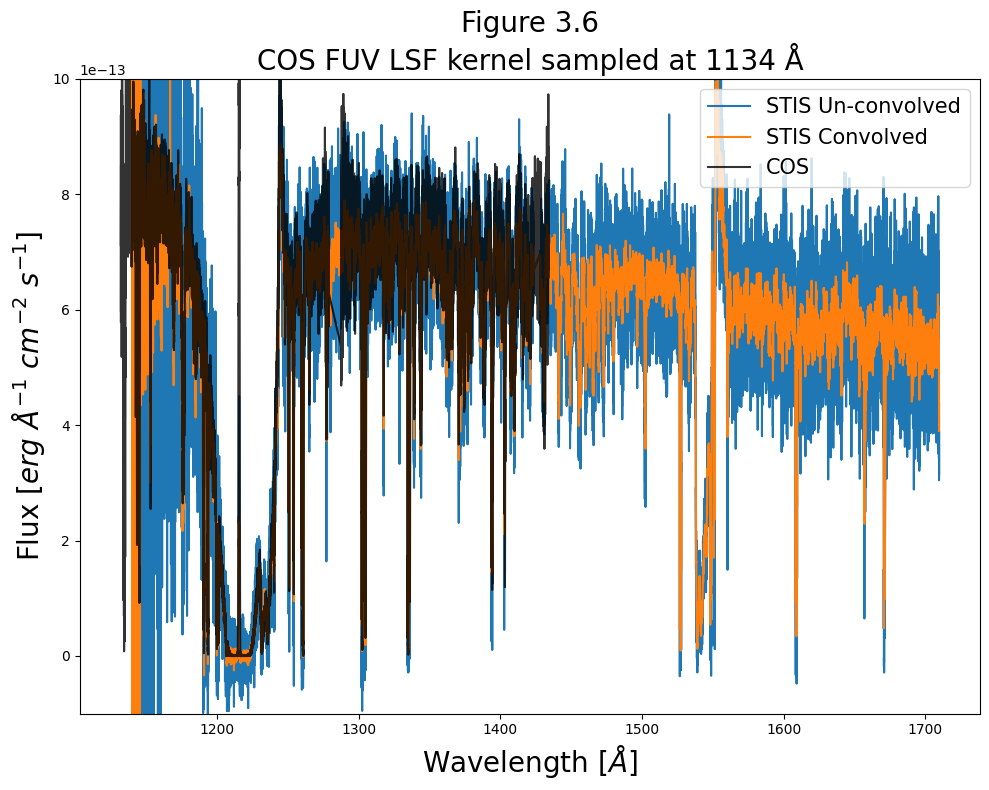 Figure 3.6
COS FUV LSF kernel sampled at 1134 Å
1e−13
STIS Un-convolved
STIS Convolved
COS
10
8
6
4
2
0
Flux [erg Å⁻¹ cm⁻² s⁻¹]
1200 1300 1400 1500 1600 1700
Wavelength [Å]